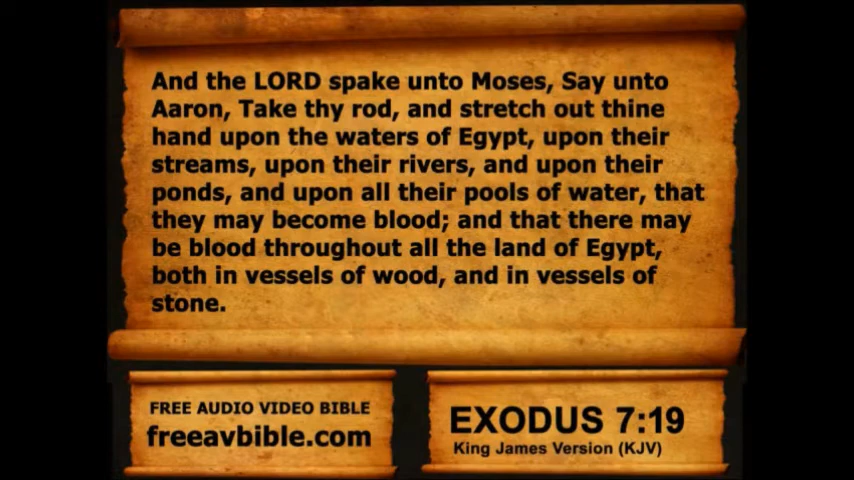 And the LORD spake unto Moses, Say unto
Aaron, Take thy rod, and stretch out thine
hand upon the waters of Egypt, upon their
streams, upon their rivers, and upon their
ponds, and upon all their pools of water, that
they may become blood; and that there may
be blood throughout all the land of Egypt,
both in vessels of wood, and in vessels of
stone.
FREE AUDIO VIDEO BIBLE
freeavbible.com
EXODUS 7:19
King James Version (KJV)